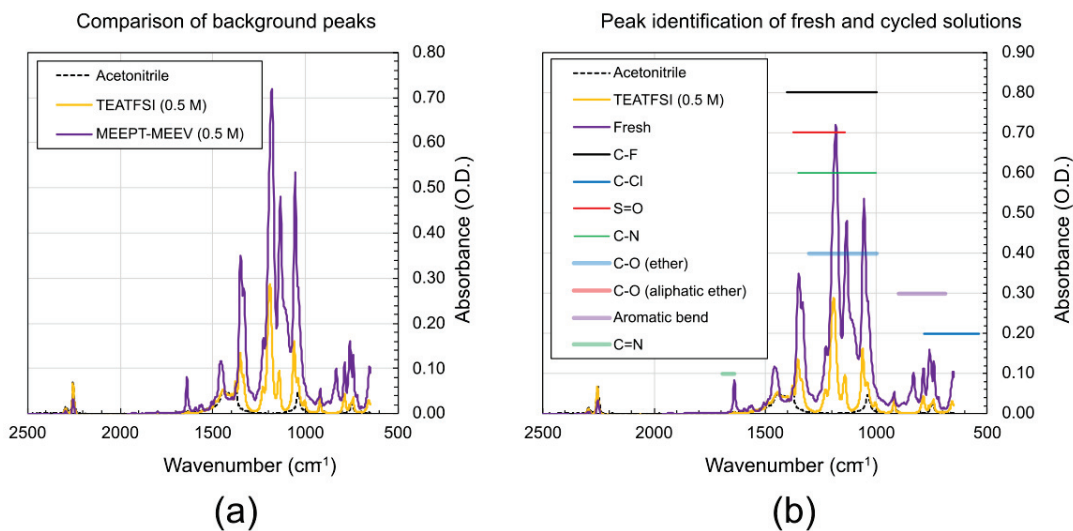 Comparison of background peaks
Acetonitrile
TEATFSI (0.5 M)
MEEPT-MEEV (0.5 M)
0.80
0.70
0.60
0.50
0.40
0.30
0.20
0.10
0.00
Absorbance (O.D.)
2500 2000 1500 1000 500
Wavenumber (cm⁻¹)
(a)
Peak identification of fresh and cycled solutions
Acetonitrile
TEATFSI (0.5 M)
Fresh
C-F
C-Cl
S=O
C-N
C-O (ether)
C-O (aliphatic ether)
Aromatic bend
C=N
0.90
0.80
0.70
0.60
0.50
0.40
0.30
0.20
0.10
0.00
Absorbance (O.D.)
2500 2000 1500 1000 500
Wavenumber (cm⁻¹)
(b)